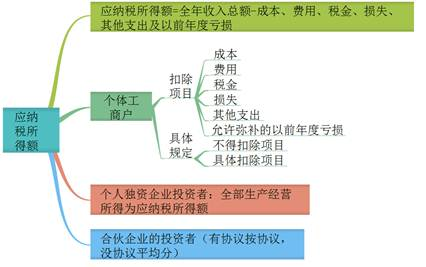 应纳税所得额=全年收入总额-成本、费用、税金、损失、
其他支出及以前年度亏损
应纳
税所
得额
个体工
商户
扣除
项目
成本
费用
税金
损失
其他支出
允许弥补的以前年度亏损
具体
规定
不得扣除项目
具体扣除项目
个人独资企业投资者：全部生产经营
所得为应纳税所得额
合伙企业的投资者（有协议按协议，
没协议平均分）